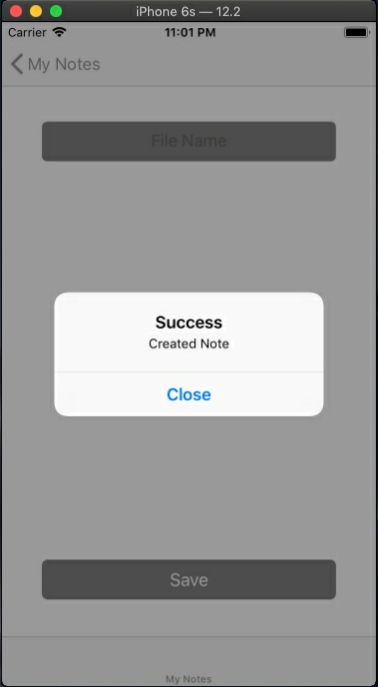 iPhone 6s — 12.2
Carrier 11:01 PM
My Notes
File Name
Success
Created Note
Close
Save
My Notes